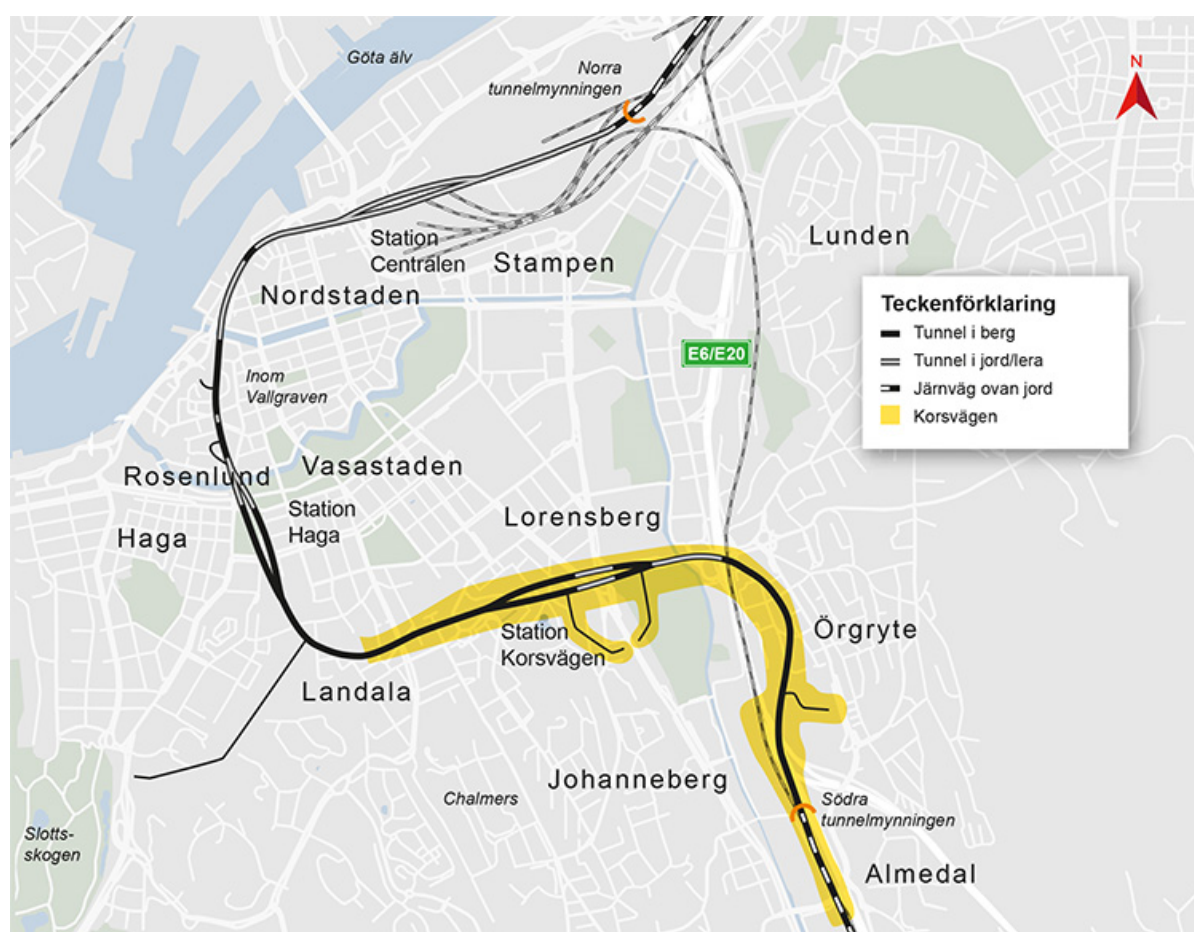 Göta älv
Norra
tunnelmynningen
N
Lunden
Station
Centralen
Stampen
Nordstaden
Teckenförklaring
Tunnel i berg
Tunnel i jord/lera
Järnväg ovan jord
Korsvägen
E6/E20
Inom
Vallgraven
Rosenlund
Vasastaden
Station
Haga
Haga
Lorensberg
Station
Korsvägen
Örgryte
Landala
Johanneberg
Chalmers
Södra
tunnelmynningen
Slotts-
skogen
Almedal